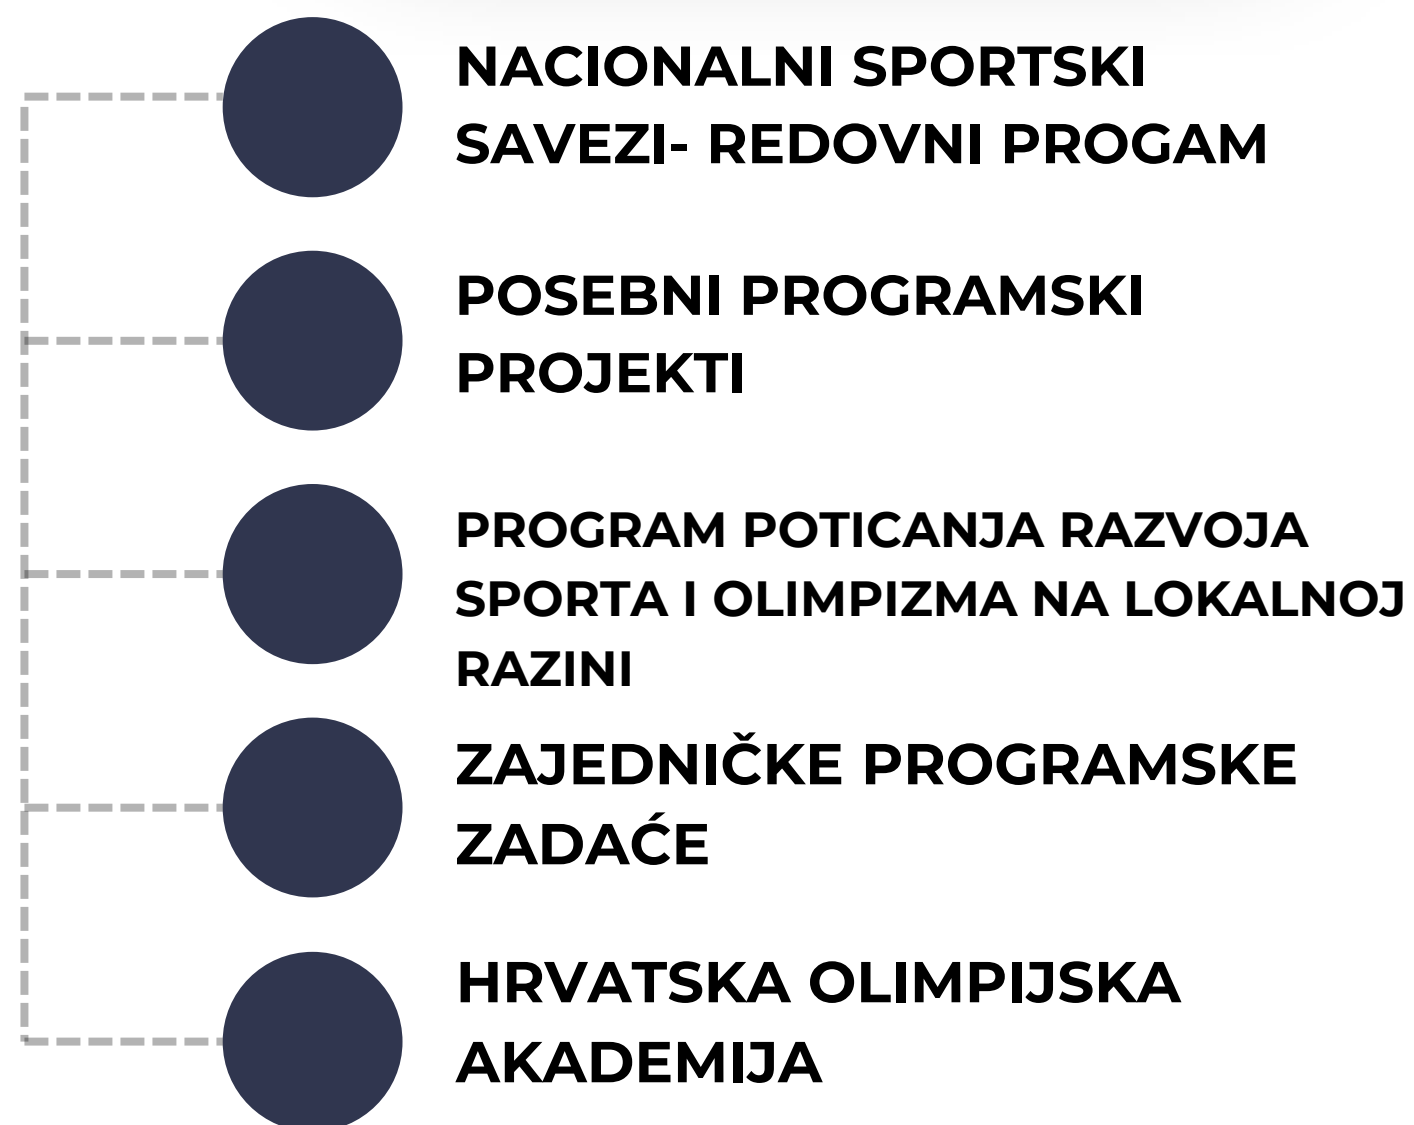 NACIONALNI SPORTSKI
SAVEZI- REDOVNI PROGAM
POSEBNI PROGRAMSKI
PROJEKTI
PROGRAM POTICANJA RAZVOJA
SPORTA I OLIMPIZMA NA LOKALNOJ
RAZINI
ZAJEDNIČKE PROGRAMSKE
ZADAĆE
HRVATSKA OLIMPIJSKA
AKADEMIJA